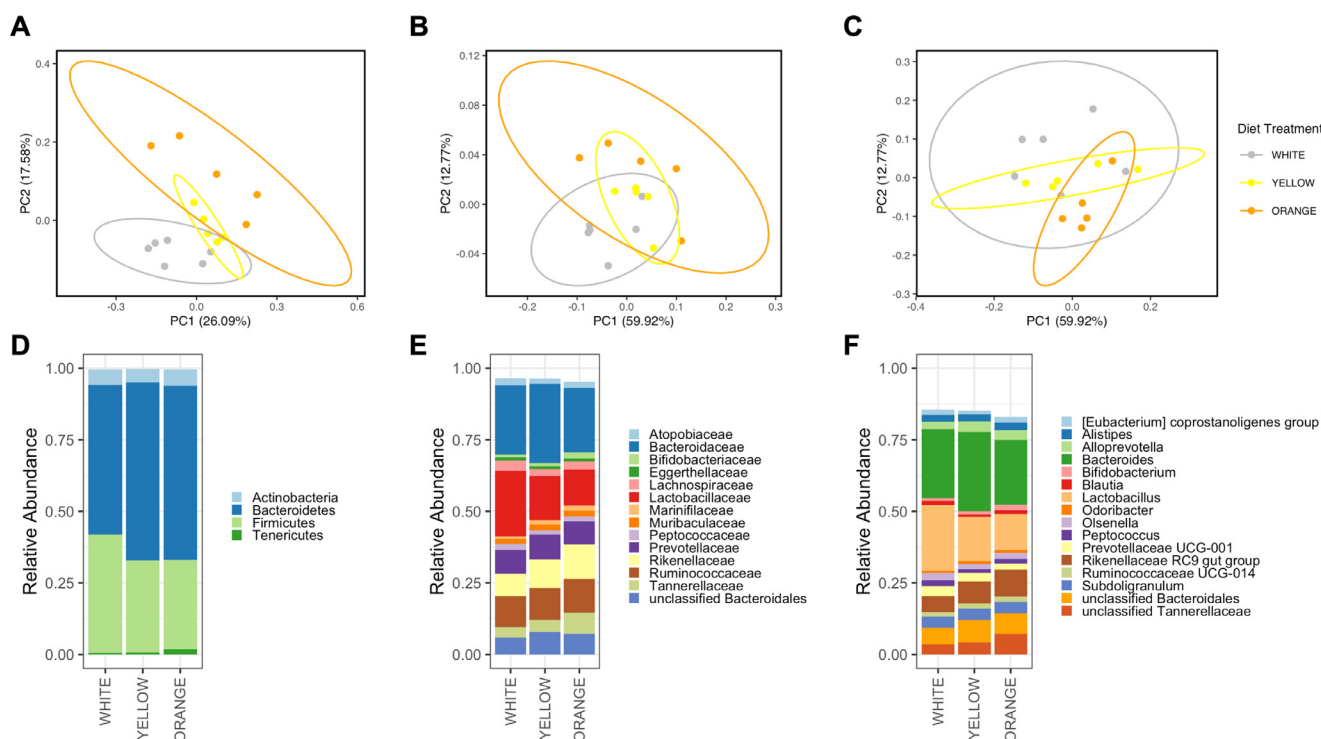 A
B
C
0.4
0.2
0.0
-0.3
0.0
0.3
0.6
PC2 (17.58%)
PC1 (26.09%)
0.12
0.08
0.04
0.00
-0.04
-0.2
-0.1
0.0
0.1
0.2
0.3
PC2 (12.77%)
PC1 (59.92%)
0.3
0.2
0.1
0.0
-0.1
-0.2
-0.3
-0.4
-0.2
0.0
0.2
PC2 (12.77%)
PC1 (59.92%)
Diet Treatment
WHITE
YELLOW
ORANGE
D
E
F
1.00
0.75
0.50
0.25
0.00
Relative Abundance
WHITE
YELLOW
ORANGE
Actinobacteria
Bacteroidetes
Firmicutes
Tenericutes
1.00
0.75
0.50
0.25
0.00
Relative Abundance
WHITE
YELLOW
ORANGE
Atopobiaceae
Bacteroidaceae
Bifidobacteriaceae
Eggerthellaceae
Lachnospiraceae
Lactobacillaceae
Marinifilaceae
Muribaculaceae
Peptococcaceae
Prevotellaceae
Rikenellaceae
Ruminococcaceae
Tannerellaceae
unclassified Bacteroidales
1.00
0.75
0.50
0.25
0.00
Relative Abundance
WHITE
YELLOW
ORANGE
[Eubacterium] coprostanoligenes group
Alistipes
Alloprevotella
Bacteroides
Bifidobacterium
Blautia
Lactobacillus
Odoribacter
Olsenella
Peptococcus
Prevotellaceae UCG-001
Rikenellaceae RC9 gut group
Ruminococcaceae UCG-014
Subdoligranulum
unclassified Bacteroidales
unclassified Tannerellaceae